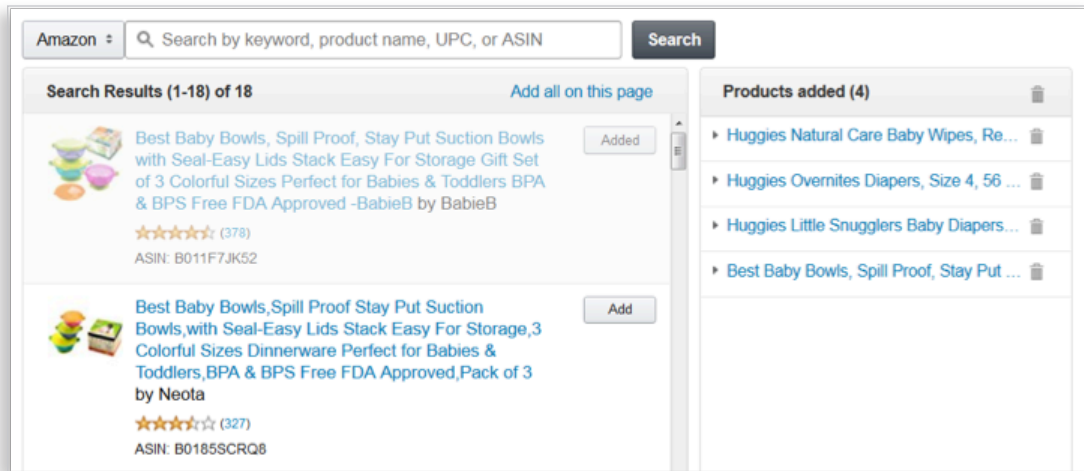 Amazon
Search by keyword, product name, UPC, or ASIN
Search
Search Results (1-18) of 18
Add all on this page
Best Baby Bowls, Spill Proof, Stay Put Suction Bowls
with Seal-Easy Lids Stack Easy For Storage Gift Set
of 3 Colorful Sizes Perfect for Babies & Toddlers BPA
& BPS Free FDA Approved -BabieB by BabieB
(378)
ASIN: B011F7JK52
Added
Best Baby Bowls,Spill Proof Stay Put Suction
Bowls,with Seal-Easy Lids Stack Easy For Storage,3
Colorful Sizes Dinnerware Perfect for Babies &
Toddlers,BPA & BPS Free FDA Approved,Pack of 3
by Neota
(327)
ASIN: B0185SCRQ8
Add
Products added (4)
Huggies Natural Care Baby Wipes, Re...
Huggies Overnites Diapers, Size 4, 56 ...
Huggies Little Snugglers Baby Diapers...
Best Baby Bowls, Spill Proof, Stay Put ...